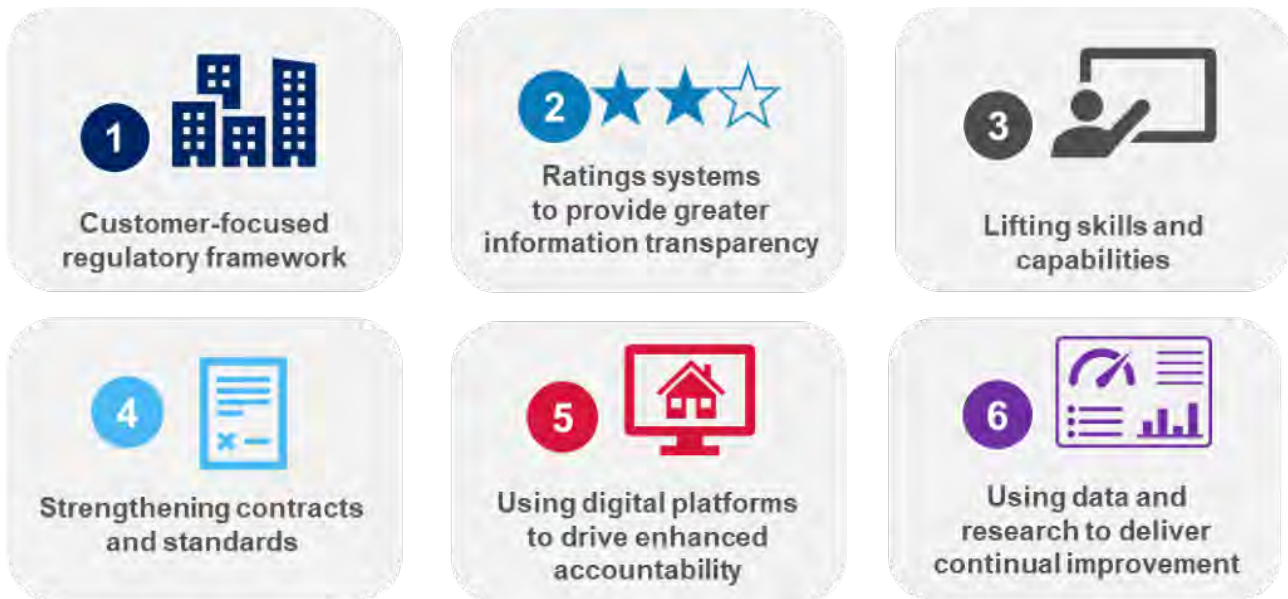 1
Customer-focused
regulatory framework
2
Ratings systems
to provide greater
information transparency
3
Lifting skills and
capabilities
4
Strengthening contracts
and standards
5
Using digital platforms
to drive enhanced
accountability
6
Using data and
research to deliver
continual improvement